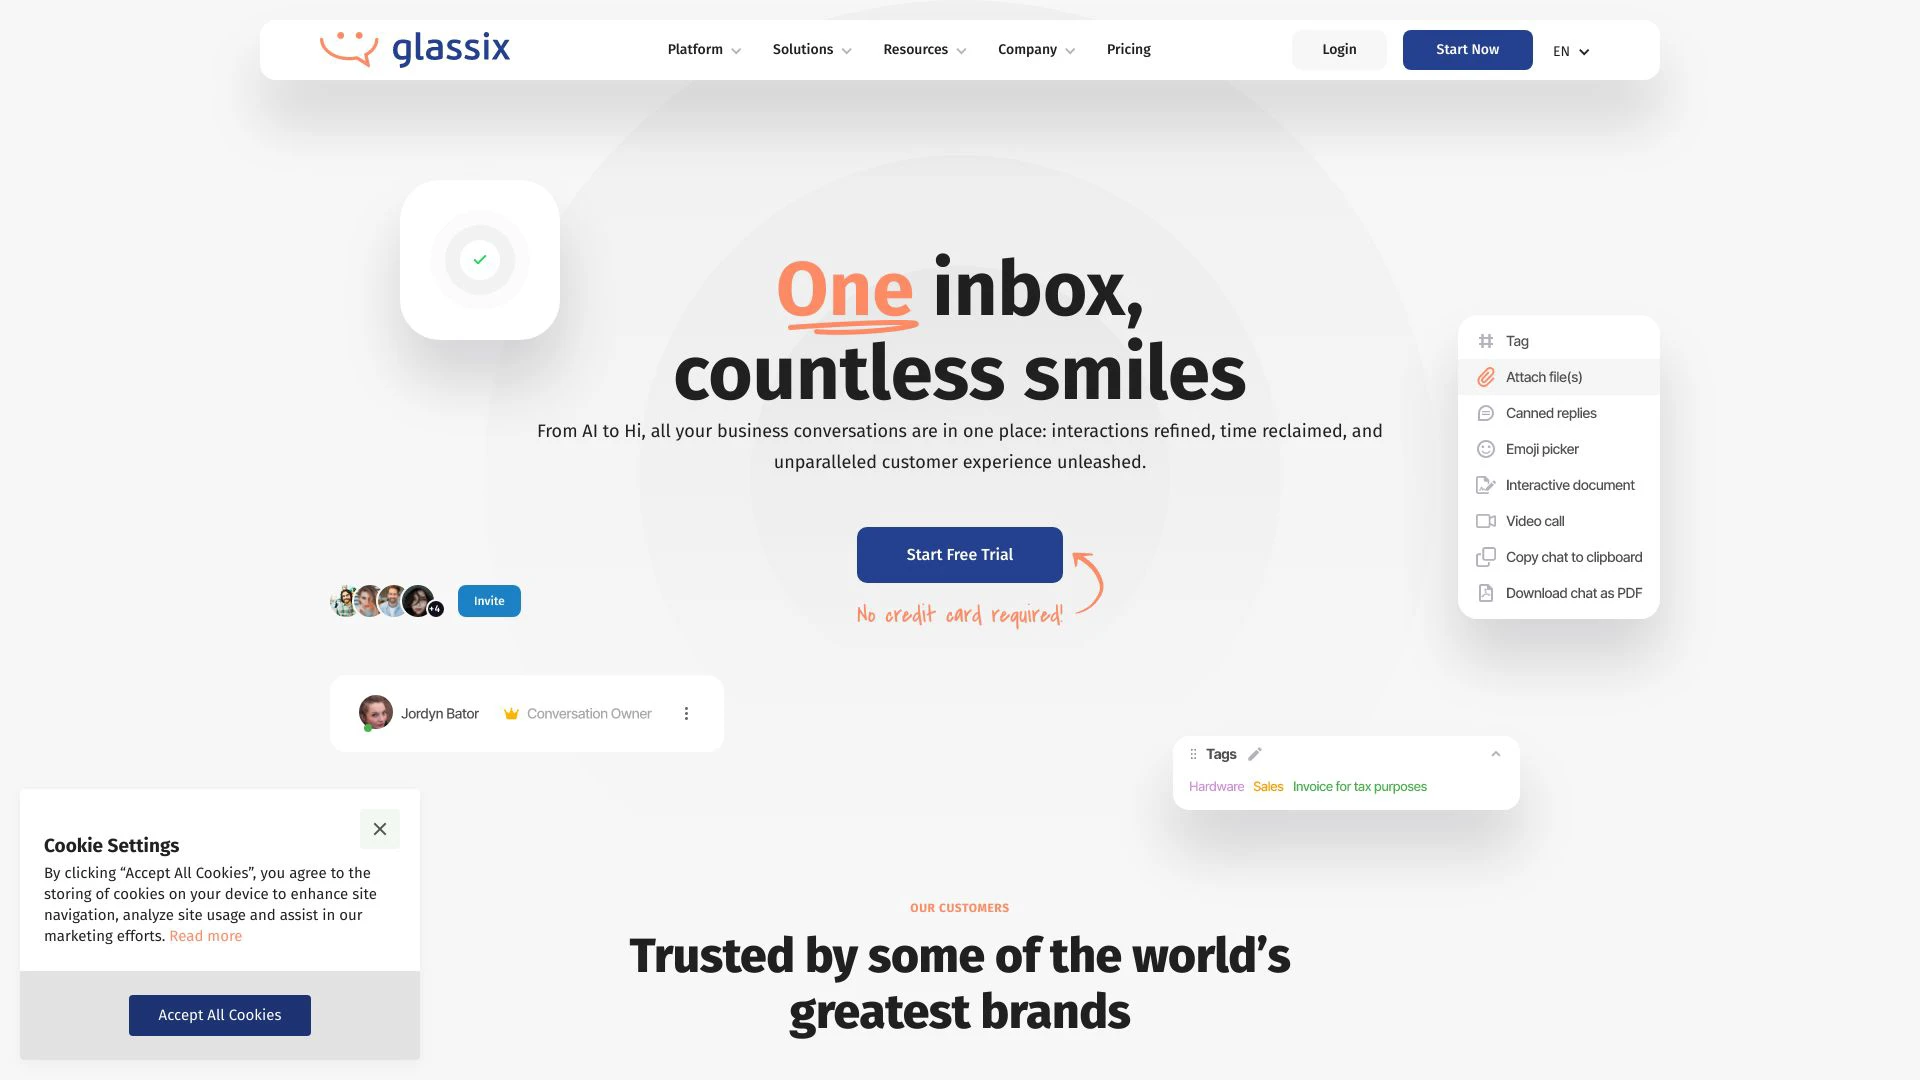 glassix
Platform
Solutions
Resources
Company
Pricing
Login
Start Now
EN
One inbox,
countless smiles
From AI to Hi, all your business conversations are in one place: interactions refined, time reclaimed, and
unparalleled customer experience unleashed.
Start Free Trial
No credit card required!
Tag
Attach file(s)
Canned replies
Emoji picker
Interactive document
Video call
Copy chat to clipboard
Download chat as PDF
+4
Invite
Jordyn Bator
Conversation Owner
Tags
Hardware Sales Invoice for tax purposes
Cookie Settings
By clicking “Accept All Cookies”, you agree to the
storing of cookies on your device to enhance site
navigation, analyze site usage and assist in our
marketing efforts. Read more
Accept All Cookies
OUR CUSTOMERS
Trusted by some of the world’s
greatest brands